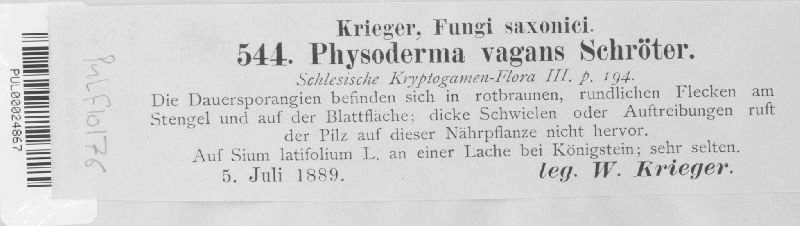 Krieger, Fungi saxonici.
544. Physoderma vagans Schröter.
Schlesische Kryptogamen-Flora III. p. 194.
Die Dauersporangien befinden sich in rotbraunen, rundlichen Flecken am
Stengel und auf der Blattfläche; dicke Schwielen oder Auftreibungen ruft
der Pilz auf dieser Nährpflanze nicht hervor.
Auf Sium latifolium L. an einer Lache bei Königstein; sehr selten.
5. Juli 1889. leg. W. Krieger.
PUL00024867